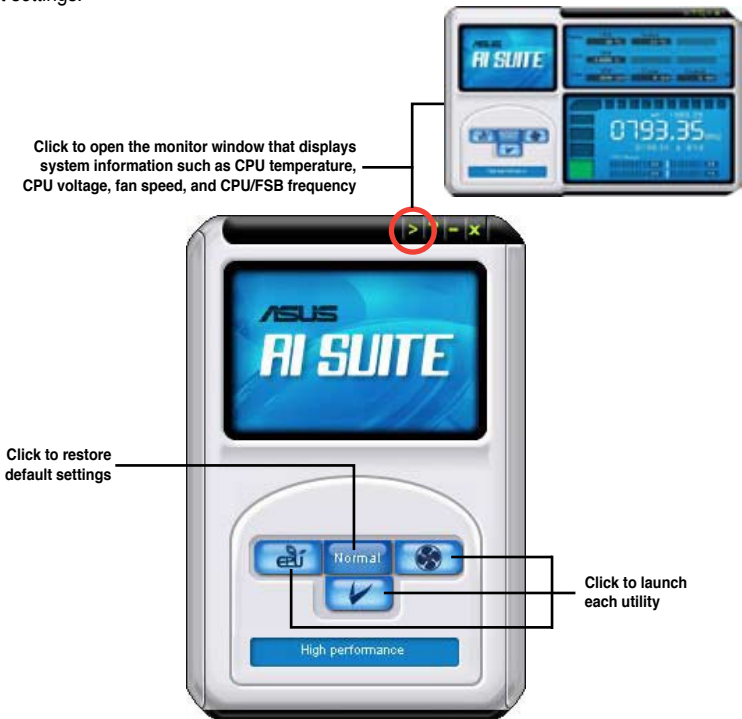 settings.
ASUS
AI SUITE
0793.35
Click to open the monitor window that displays
system information such as CPU temperature,
CPU voltage, fan speed, and CPU/FSB frequency
> ? - x
ASUS
AI SUITE
Click to restore
default settings
EPU
Normal
Click to launch
each utility
High performance